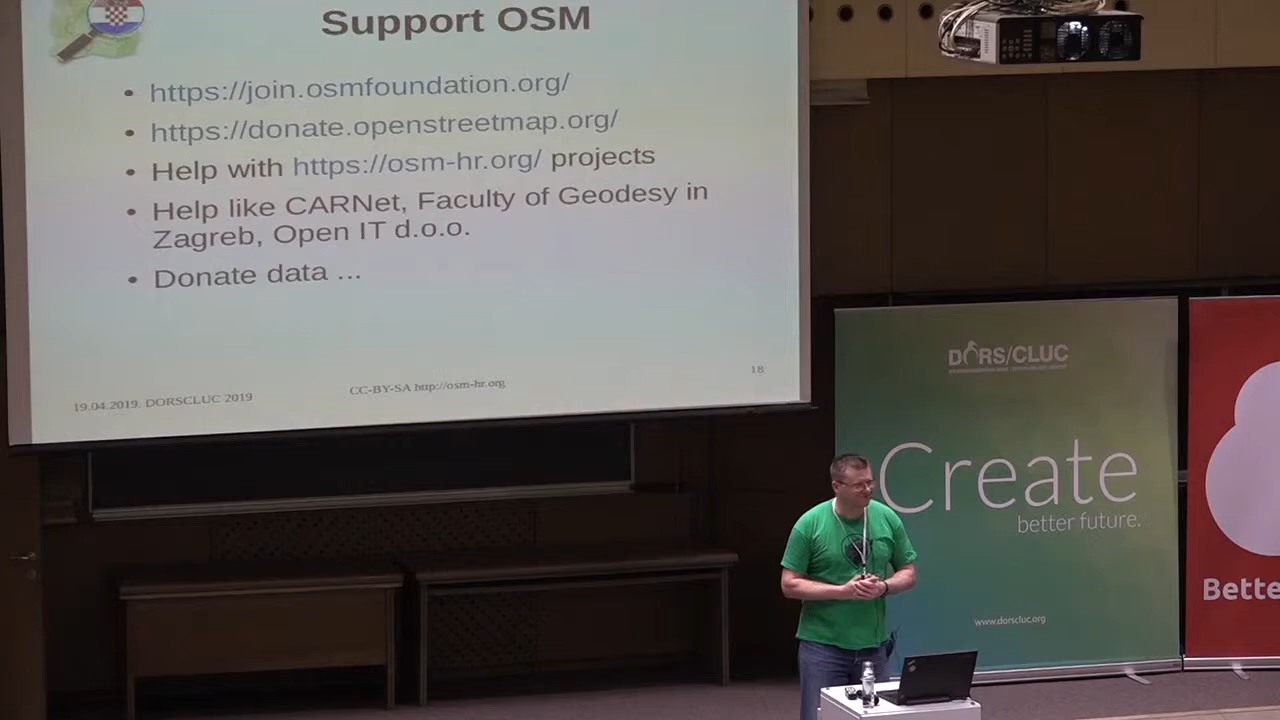 Support OSM
• https://join.osmfoundation.org/
• https://donate.openstreetmap.org/
• Help with https://osm-hr.org/ projects
• Help like CARNet, Faculty of Geodesy in
Zagreb, Open IT d.o.o.
• Donate data ...
19.04.2019. DORSCLUC 2019
CC-BY-SA http://osm-hr.org
18
DORS/CLUC
Create
better future.
www.dorscluc.org
Bette